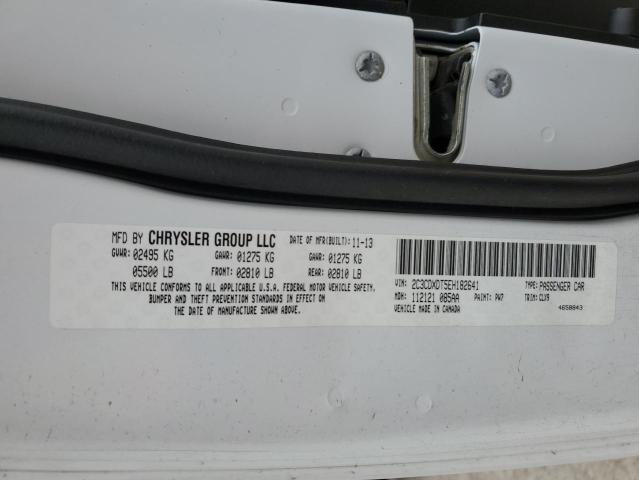 MFD BY CHRYSLER GROUP LLC DATE OF MFR(BUILT): 11-13
GVWR: 02495 KG GAWR: 01275 KG GAWR: 01275 KG
05500 LB FRONT: 02810 LB REAR: 02810 LB
THIS VEHICLE CONFORMS TO ALL APPLICABLE U.S.A. FEDERAL MOTOR VEHICLE SAFETY,
BUMPER AND THEFT PREVENTION STANDARDS IN EFFECT ON
THE DATE OF MANUFACTURE SHOWN ABOVE.
VIN: 2C3CDXDT5EH182641 TYPE: PASSENGER CAR
MDH: 112121 085AA PAINT: PW7 TRIM: CLV9
VEHICLE MADE IN CANADA 4658843